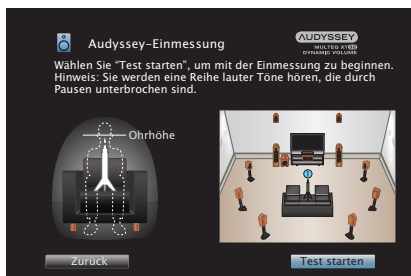 Audyssey-Einmessung
AUDYSSEY
MULTEQ XT32
DYNAMIC VOLUME
Wählen Sie “Test starten”, um mit der Einmessung zu beginnen.
Hinweis: Sie werden eine Reihe lauter Töne hören, die durch
Pausen unterbrochen sind.
Ohrhöhe
Zurück
Test starten